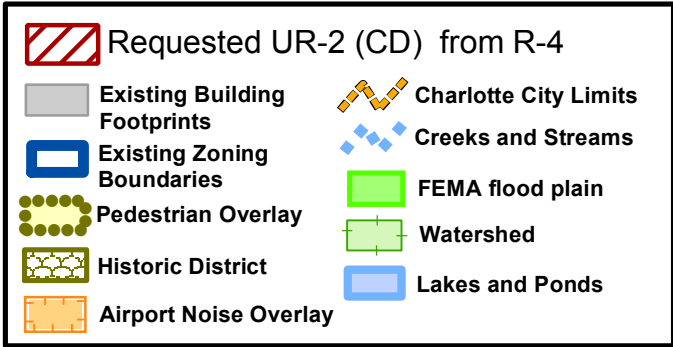 Requested UR-2 (CD) from R-4
Existing Building
Footprints
Existing Zoning
Boundaries
Pedestrian Overlay
Historic District
Airport Noise Overlay
Charlotte City Limits
Creeks and Streams
FEMA flood plain
Watershed
Lakes and Ponds